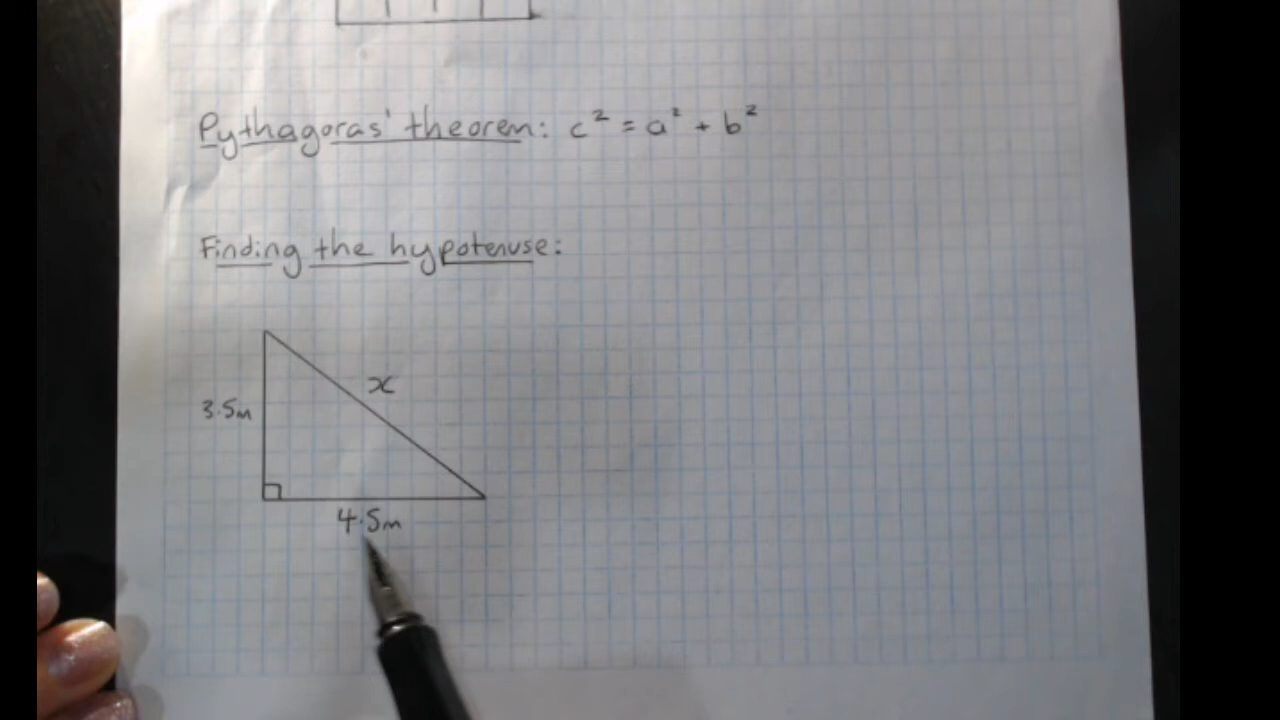 Pythagoras' theorem: c² = a² + b²
Finding the hypotenuse:
x
3.5m
4.5m